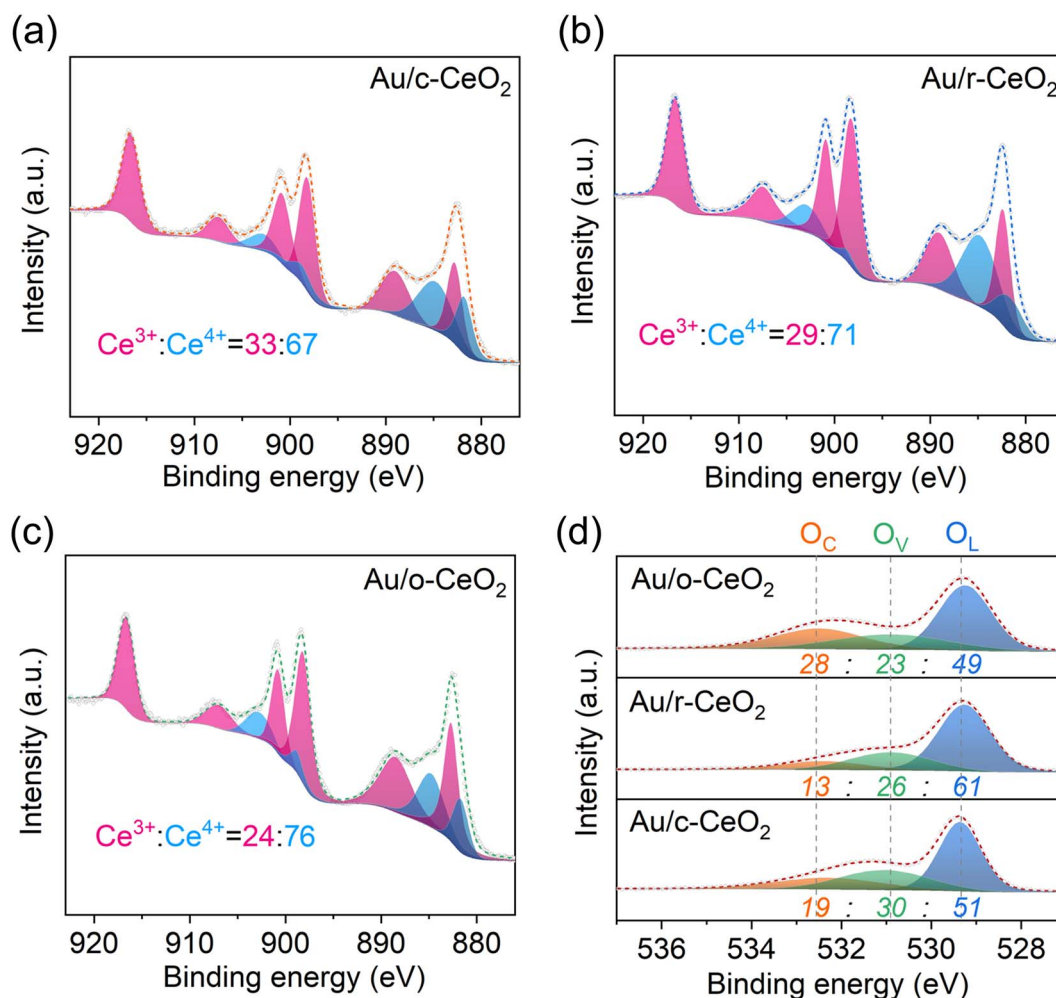 (a)
Au/c-CeO₂
Intensity (a.u.)
Ce³⁺:Ce⁴⁺=33:67
920 910 900 890 880
Binding energy (eV)
(b)
Au/r-CeO₂
Intensity (a.u.)
Ce³⁺:Ce⁴⁺=29:71
920 910 900 890 880
Binding energy (eV)
(c)
Au/o-CeO₂
Intensity (a.u.)
Ce³⁺:Ce⁴⁺=24:76
920 910 900 890 880
Binding energy (eV)
(d)
O_C O_V O_L
Au/o-CeO₂
28 : 23 : 49
Au/r-CeO₂
13 : 26 : 61
Au/c-CeO₂
19 : 30 : 51
Intensity (a.u.)
536 534 532 530 528
Binding energy (eV)